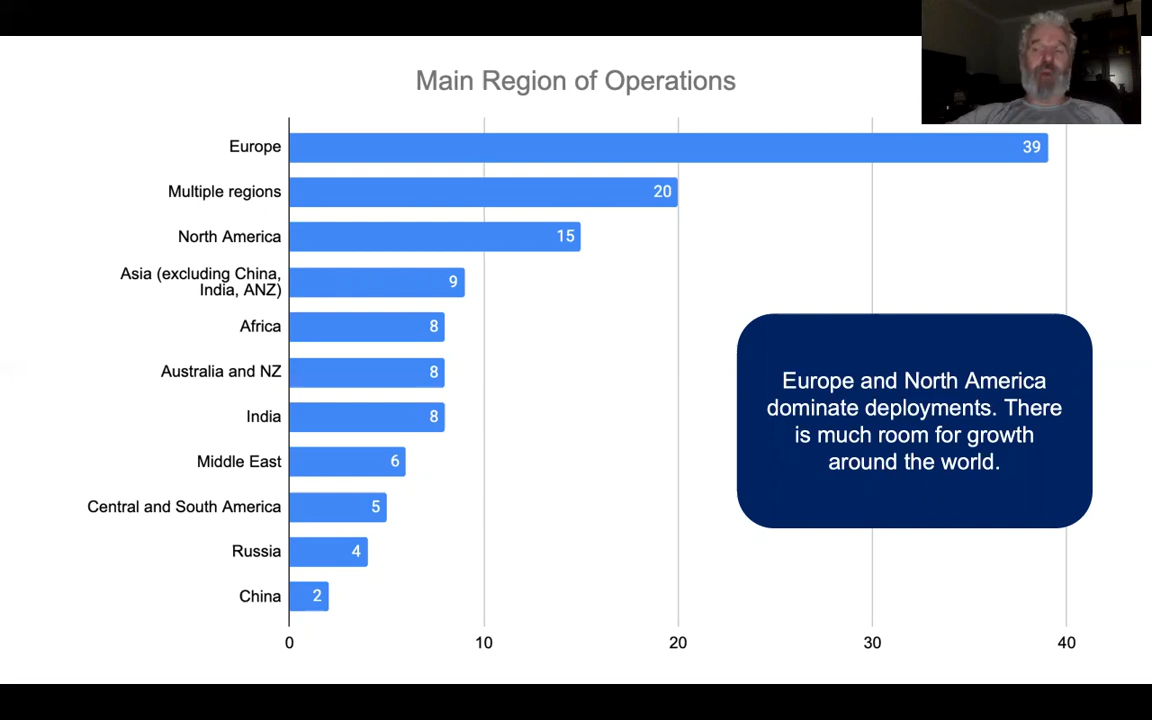 Main Region of Operations
Europe
39
Multiple regions
20
North America
15
Asia (excluding China,
India, ANZ)
9
Africa
8
Australia and NZ
8
India
8
Middle East
6
Central and South America
5
Russia
4
China
2
0
10
20
30
40
Europe and North America
dominate deployments. There
is much room for growth
around the world.